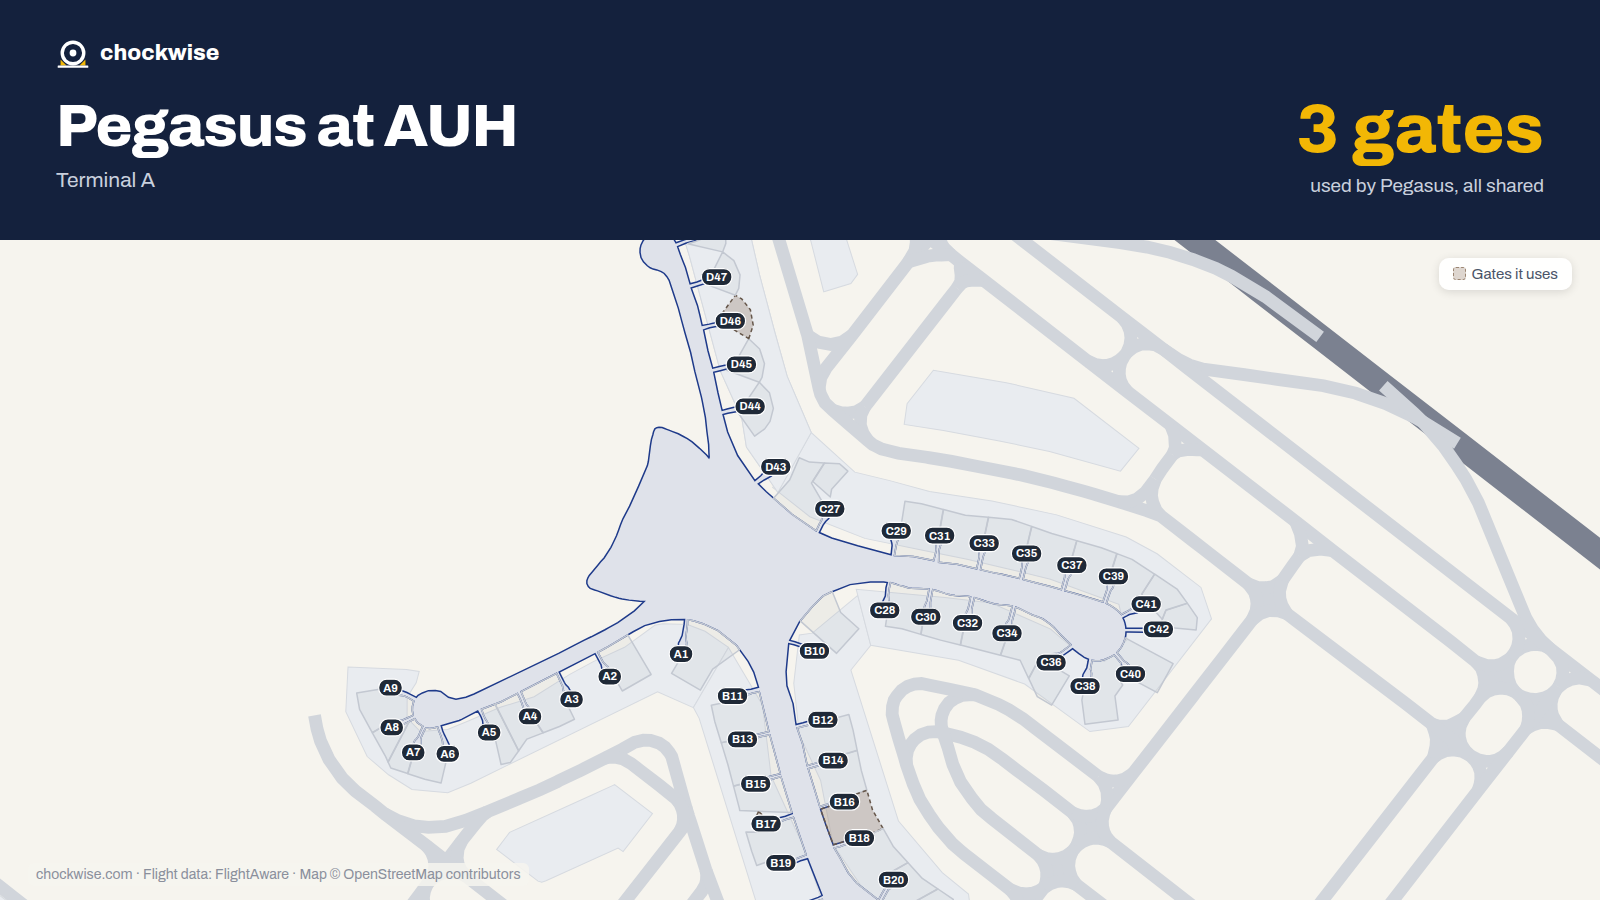 chockwise
Pegasus at AUH
Terminal A
3 gates
used by Pegasus, all shared
Gates it uses
D47
D46
D45
D44
D43
C27
C29
C31
C33
C35
C37
C39
C41
C42
C28
C30
C32
C34
C36
C38
C40
A1
A2
A3
A4
A5
A6
A7
A8
A9
B10
B11
B12
B13
B14
B15
B16
B17
B18
B19
B20
chockwise.com · Flight data: FlightAware · Map © OpenStreetMap contributors